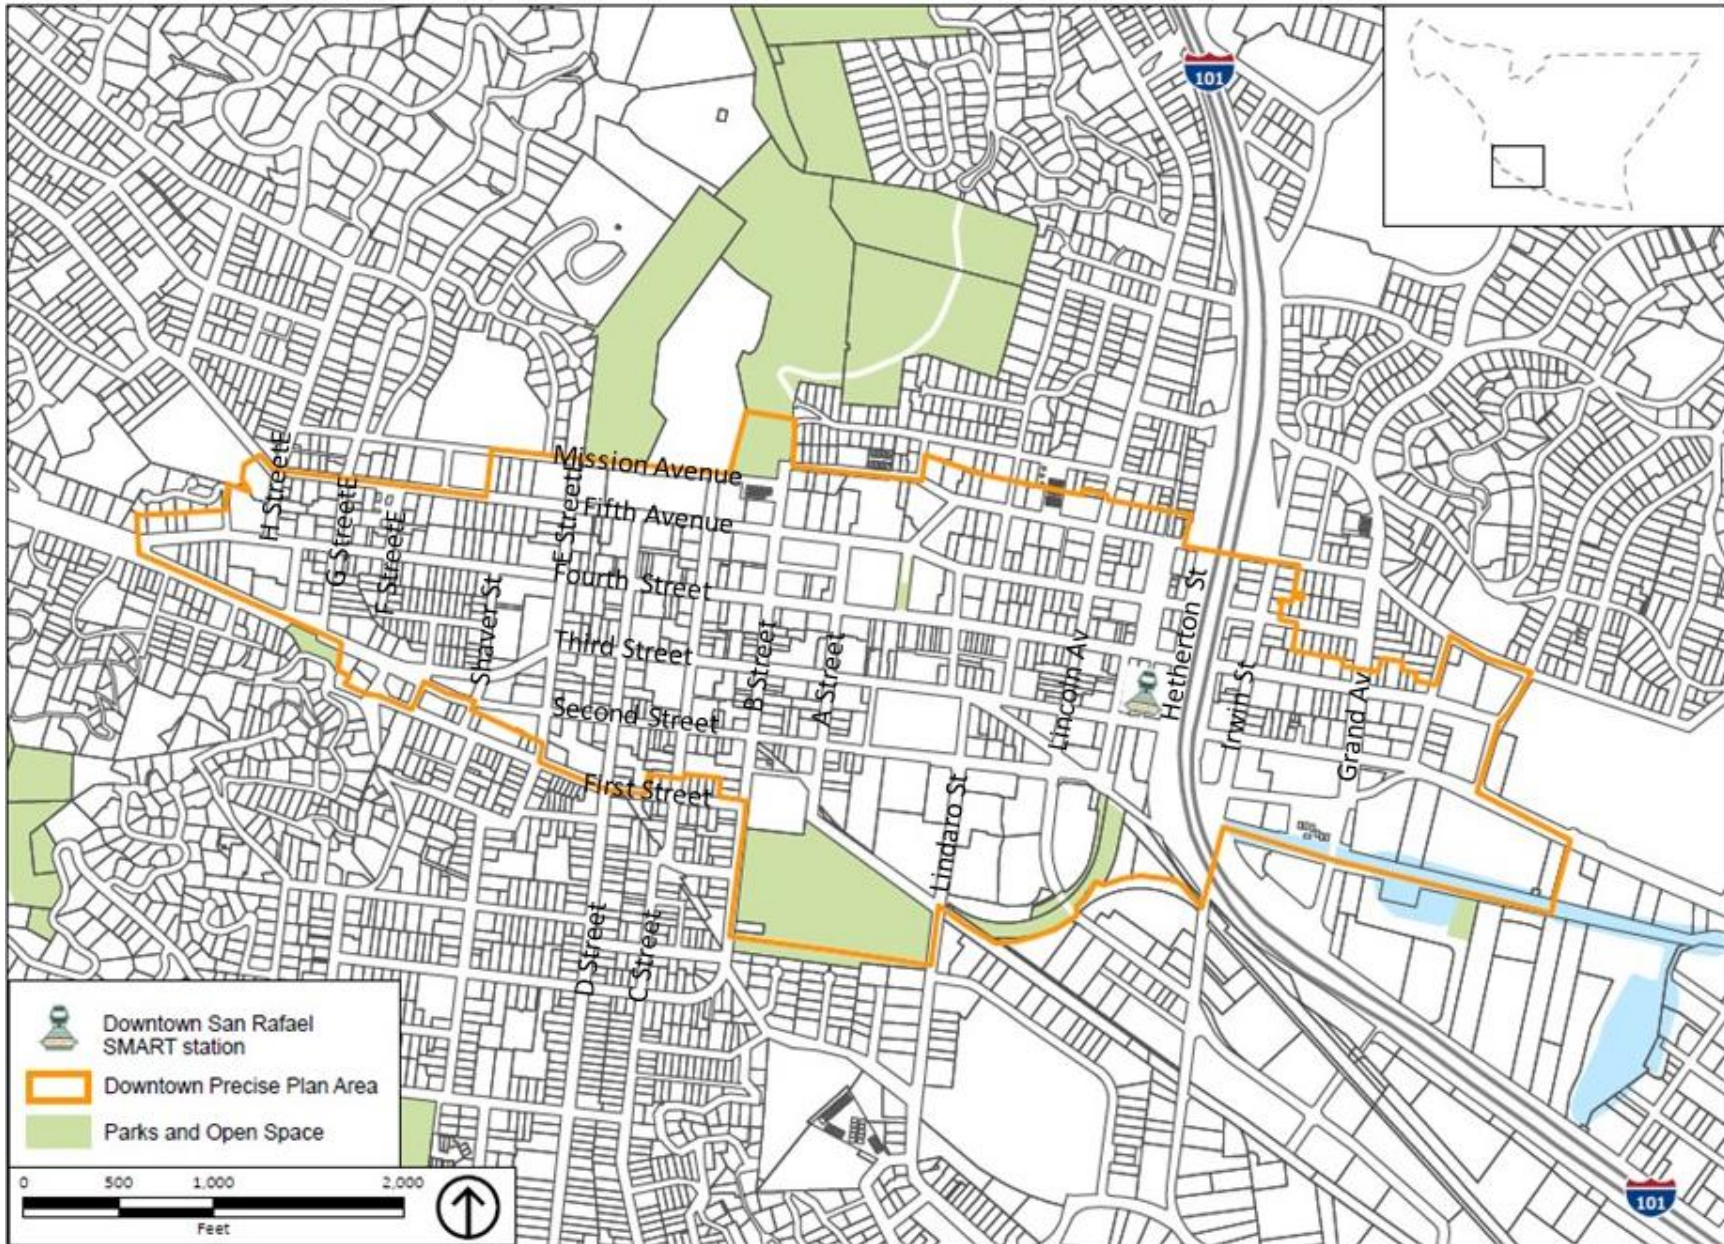 101
Mission Avenue
H StreetE
G StreetE
F StreetE
E StreetE
Fifth Avenue
Fourth Street
Shaver St
Third Street
B Street
A Street
Second Street
First Street
Lincoln Av
Hetherton St
Irwin St
Grand Av
Lindaro St
D Street
C Street
Downtown San Rafael
SMART station
Downtown Precise Plan Area
Parks and Open Space
0 500 1,000 2,000
Feet
101